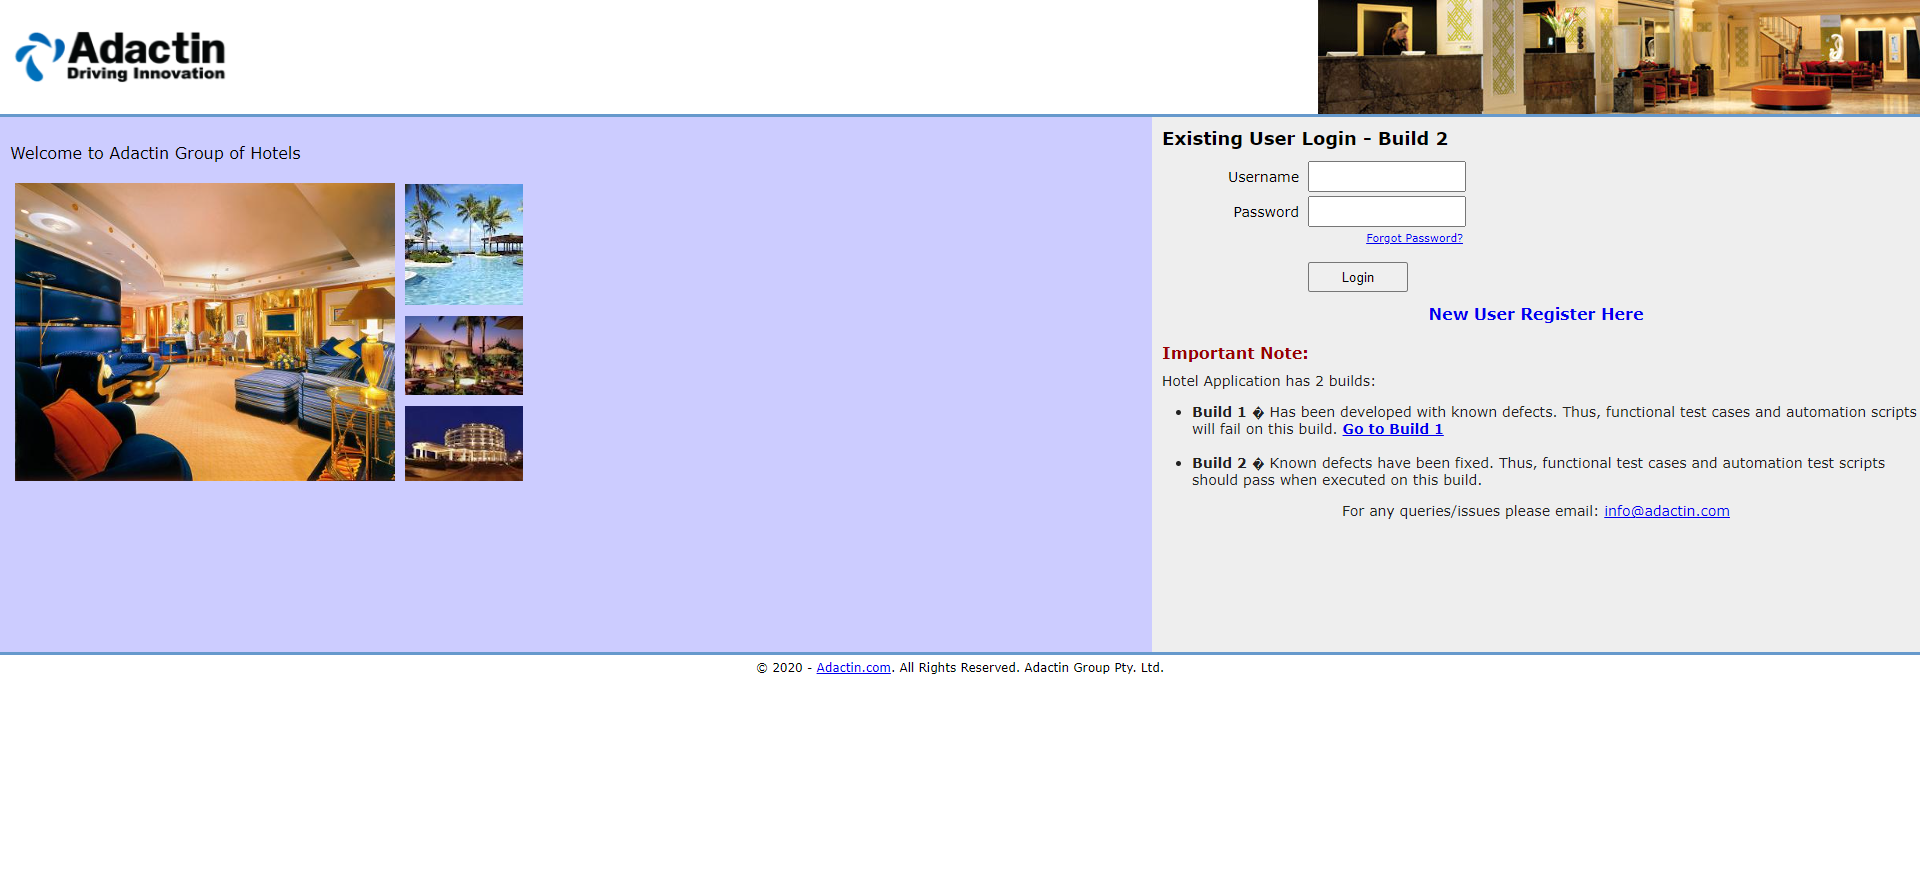 Adactin
Driving Innovation
Welcome to Adactin Group of Hotels
Existing User Login - Build 2
Username
Password
Forgot Password?
Login
New User Register Here
Important Note:
Hotel Application has 2 builds:
• Build 1 � Has been developed with known defects. Thus, functional test cases and automation scripts
will fail on this build. Go to Build 1
• Build 2 � Known defects have been fixed. Thus, functional test cases and automation test scripts
should pass when executed on this build.
For any queries/issues please email: info@adactin.com
© 2020 - Adactin.com. All Rights Reserved. Adactin Group Pty. Ltd.